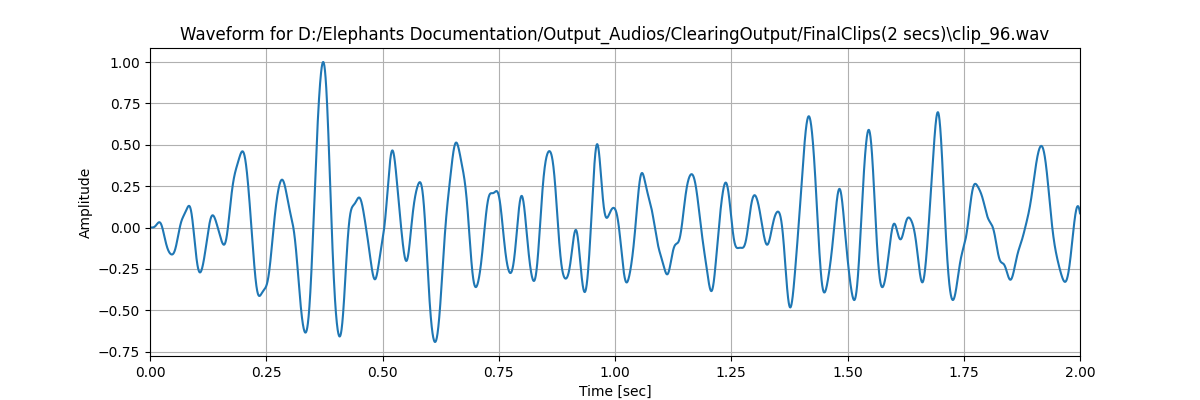 Waveform for D:/Elephants Documentation/Output_Audios/ClearingOutput/FinalClips(2 secs)\clip_96.wav
1.00
0.75
0.50
0.25
0.00
−0.25
−0.50
−0.75
Amplitude
0.00 0.25 0.50 0.75 1.00 1.25 1.50 1.75 2.00
Time [sec]